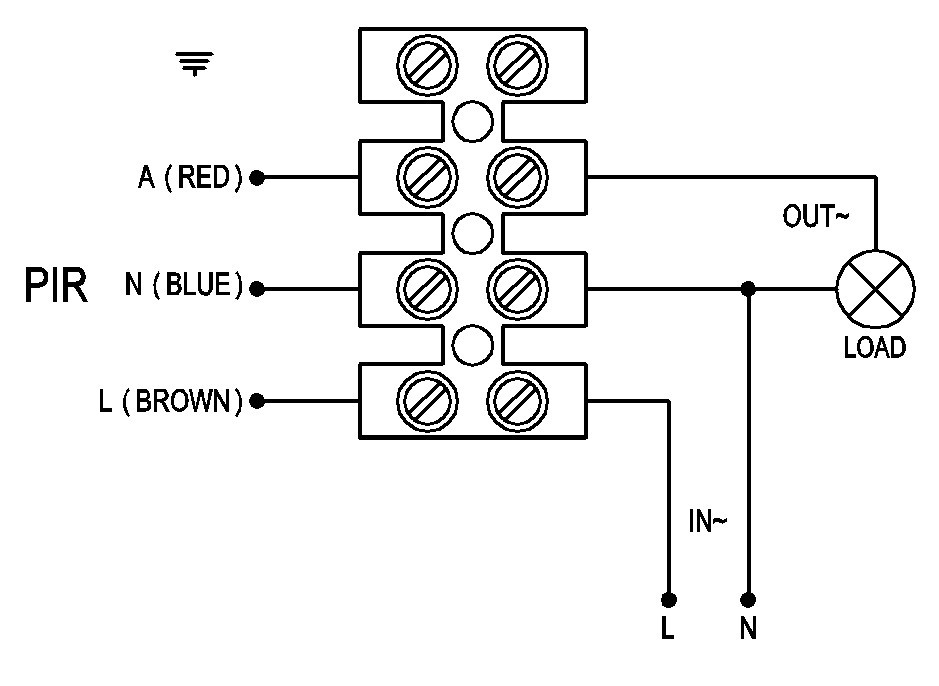 A (RED)
OUT~
PIR N (BLUE)
LOAD
L (BROWN)
IN~
L N